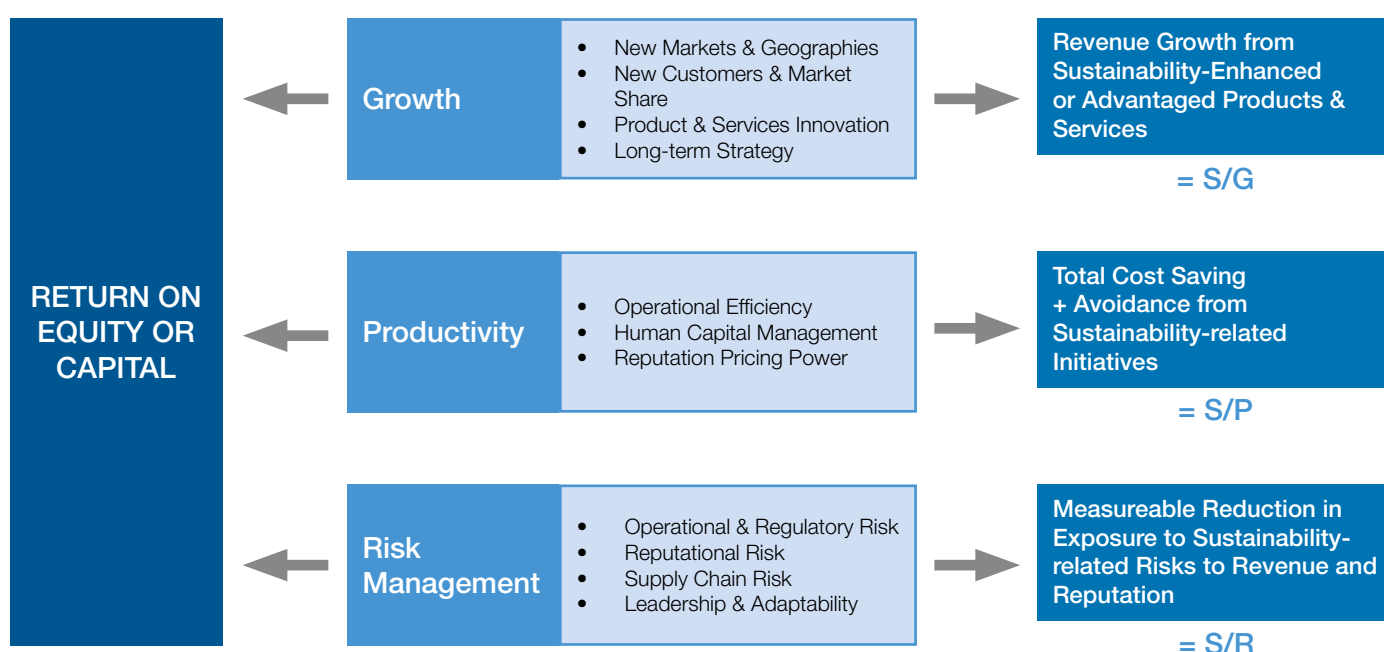 RETURN ON
EQUITY OR
CAPITAL
Growth
• New Markets & Geographies
• New Customers & Market
Share
• Product & Services Innovation
• Long-term Strategy
Revenue Growth from
Sustainability-Enhanced
or Advantaged Products &
Services
= S/G
Productivity
• Operational Efficiency
• Human Capital Management
• Reputation Pricing Power
Total Cost Saving
+ Avoidance from
Sustainability-related
Initiatives
= S/P
Risk
Management
• Operational & Regulatory Risk
• Reputational Risk
• Supply Chain Risk
• Leadership & Adaptability
Measureable Reduction in
Exposure to Sustainability-
related Risks to Revenue and
Reputation
= S/R